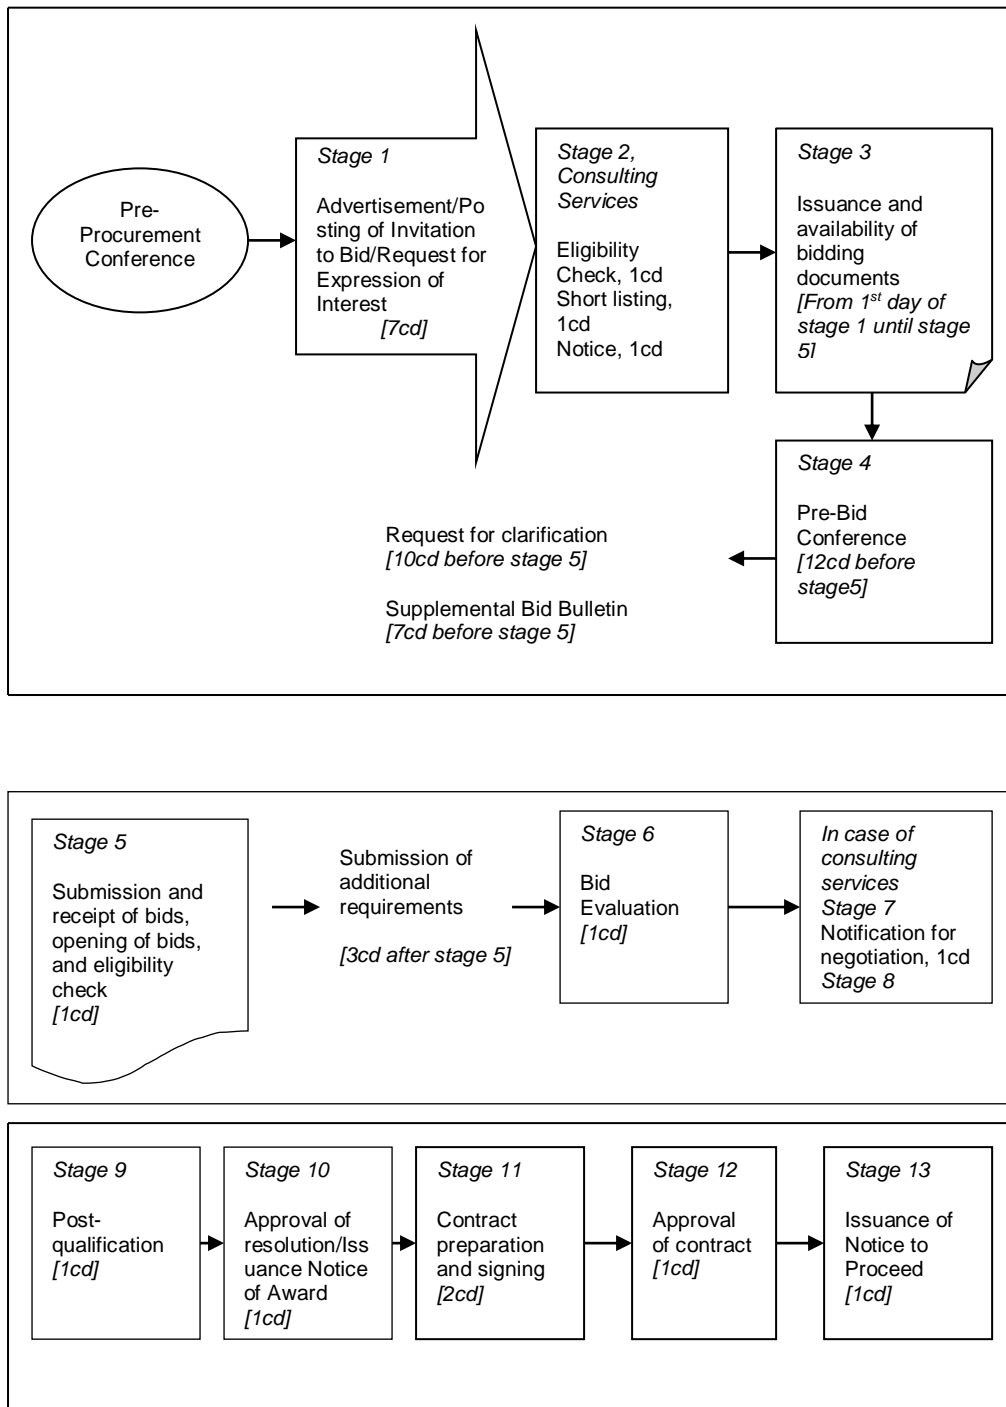 Pre-
Procurement
Conference
Stage 1
Advertisement/Po
sting of Invitation
to Bid/Request for
Expression of
Interest
[7cd]
Stage 2,
Consulting
Services
Eligibility
Check, 1cd
Short listing,
1cd
Notice, 1cd
Stage 3
Issuance and
availability of
bidding
documents
[From 1st day of
stage 1 until stage
5]
Stage 4
Pre-Bid
Conference
[12cd before
stage5]
Request for clarification
[10cd before stage 5]
Supplemental Bid Bulletin
[7cd before stage 5]
Stage 5
Submission and
receipt of bids,
opening of bids,
and eligibility
check
[1cd]
Submission of
additional
requirements
[3cd after stage 5]
Stage 6
Bid
Evaluation
[1cd]
In case of
consulting
services
Stage 7
Notification for
negotiation, 1cd
Stage 8
Stage 9
Post-
qualification
[1cd]
Stage 10
Approval of
resolution/Iss
uance Notice
of Award
[1cd]
Stage 11
Contract
preparation
and signing
[2cd]
Stage 12
Approval
of contract
[1cd]
Stage 13
Issuance of
Notice to
Proceed
[1cd]